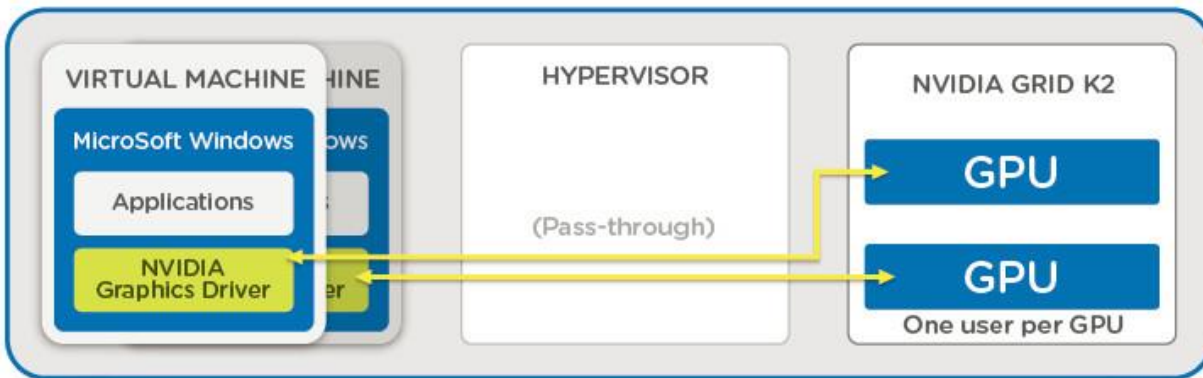 VIRTUAL MACHINE
HINE
MicroSoft Windows
ows
Applications
s
NVIDIA
Graphics Driver
er
HYPERVISOR
(Pass-through)
NVIDIA GRID K2
GPU
GPU
One user per GPU